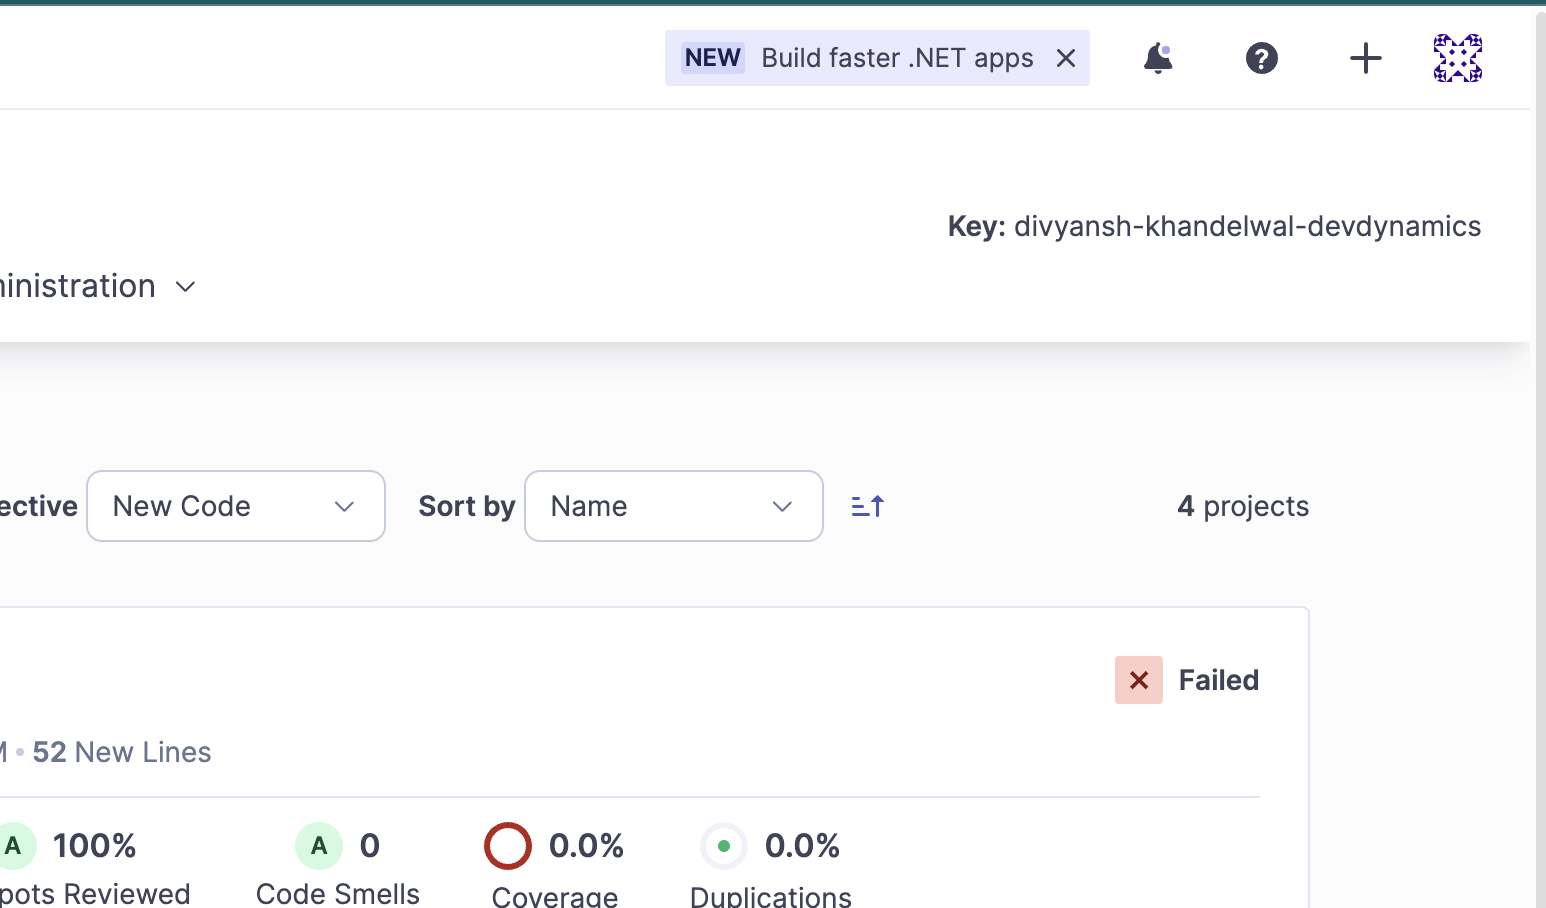 NEW Build faster .NET apps
Key: divyansh-khandelwal-devdynamics
inistration
ective New Code Sort by Name 4 projects
Failed
52 New Lines
A 100% A 0 0.0% 0.0%
pots Reviewed Code Smells Coverage Duplications